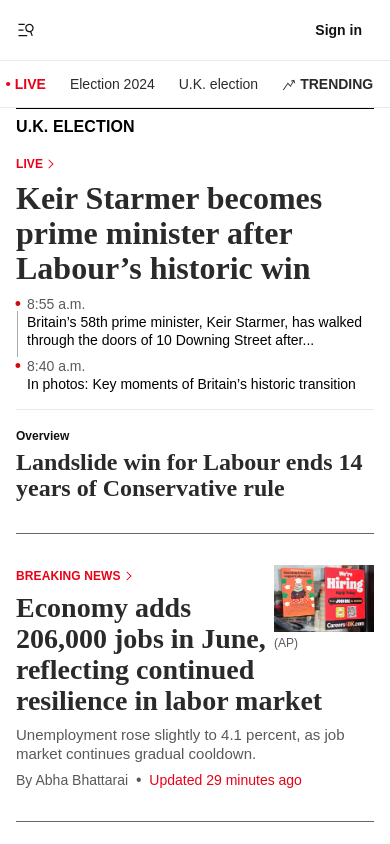 Sign in
• LIVE Election 2024 U.K. election TRENDING
U.K. ELECTION
LIVE
Keir Starmer becomes
prime minister after
Labour’s historic win
8:55 a.m.
Britain’s 58th prime minister, Keir Starmer, has walked
through the doors of 10 Downing Street after...
8:40 a.m.
In photos: Key moments of Britain’s historic transition
Overview
Landslide win for Labour ends 14
years of Conservative rule
BREAKING NEWS
We're
Hiring
(AP)
Economy adds
206,000 jobs in June,
reflecting continued
resilience in labor market
Unemployment rose slightly to 4.1 percent, as job
market continues gradual cooldown.
By Abha Bhattarai • Updated 29 minutes ago